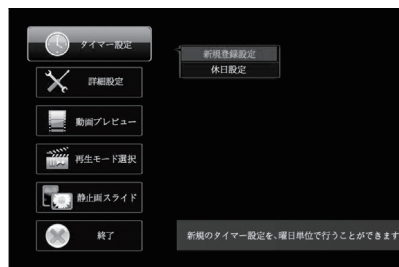 タイマー設定
新規登録設定
休日設定
詳細設定
動画プレビュー
再生モード選択
静止画スライド
終了
新規のタイマー設定を、曜日単位で行うことができます